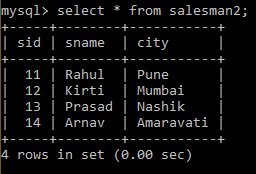 mysql> select * from salesman2;
+-----+--------+-----------+
| sid | sname  | city      |
+-----+--------+-----------+
|  11 | Rahul  | Pune      |
|  12 | Kirti  | Mumbai    |
|  13 | Prasad | Nashik    |
|  14 | Arnav  | Amaravati |
+-----+--------+-----------+
4 rows in set (0.00 sec)